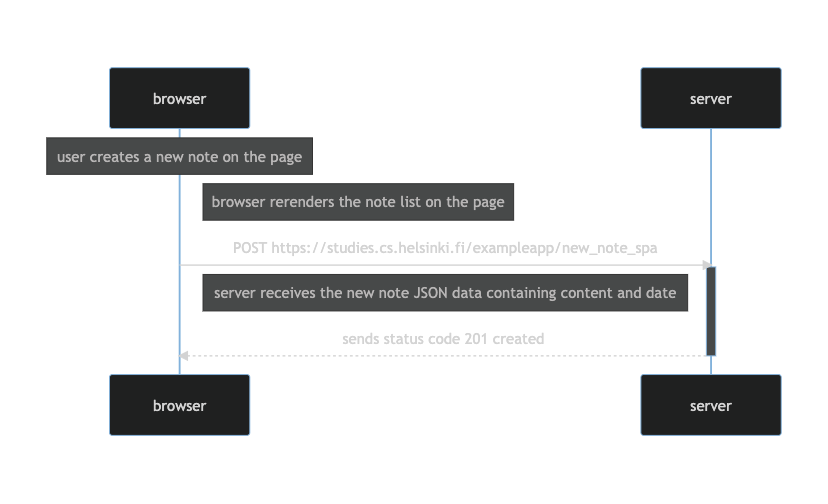 browser
server
user creates a new note on the page
browser rerenders the note list on the page
POST https://studies.cs.helsinki.fi/exampleapp/new_note_spa
server receives the new note JSON data containing content and date
sends status code 201 created
browser
server